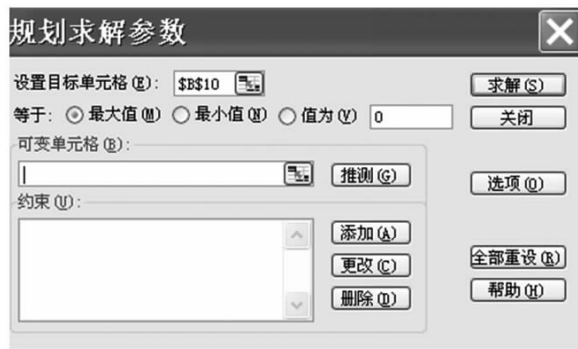 规划求解参数
设置目标单元格(E): $B$10 求解(S)
等于: 最大值(M) 最小值(N) 值为(V) 0 关闭
可变单元格(B):
推测(G) 选项(O)
约束(U):
添加(A)
更改(C) 全部重设(R)
删除(D) 帮助(H)